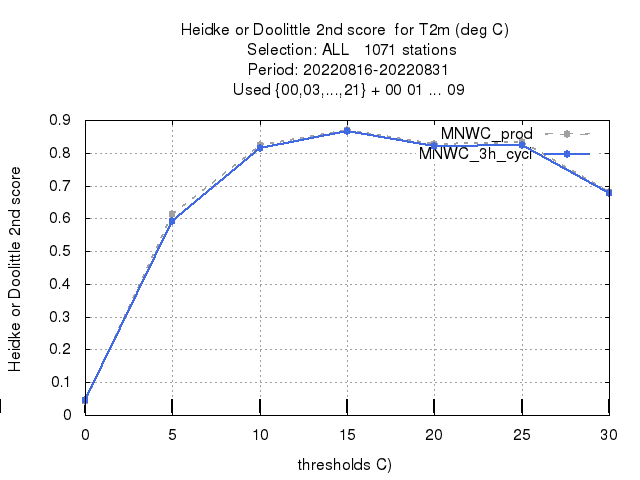 Heidke or Doolittle 2nd score for T2m (deg C)
Selection: ALL 1071 stations
Period: 20220816-20220831
Used {00,03,...,21} + 00 01 ... 09
Heidke or Doolittle 2nd score
0.9
0.8
0.7
0.6
0.5
0.4
0.3
0.2
0.1
0
MNWC_prod
MNWC_3h_cycl
0 5 10 15 20 25 30
thresholds C)